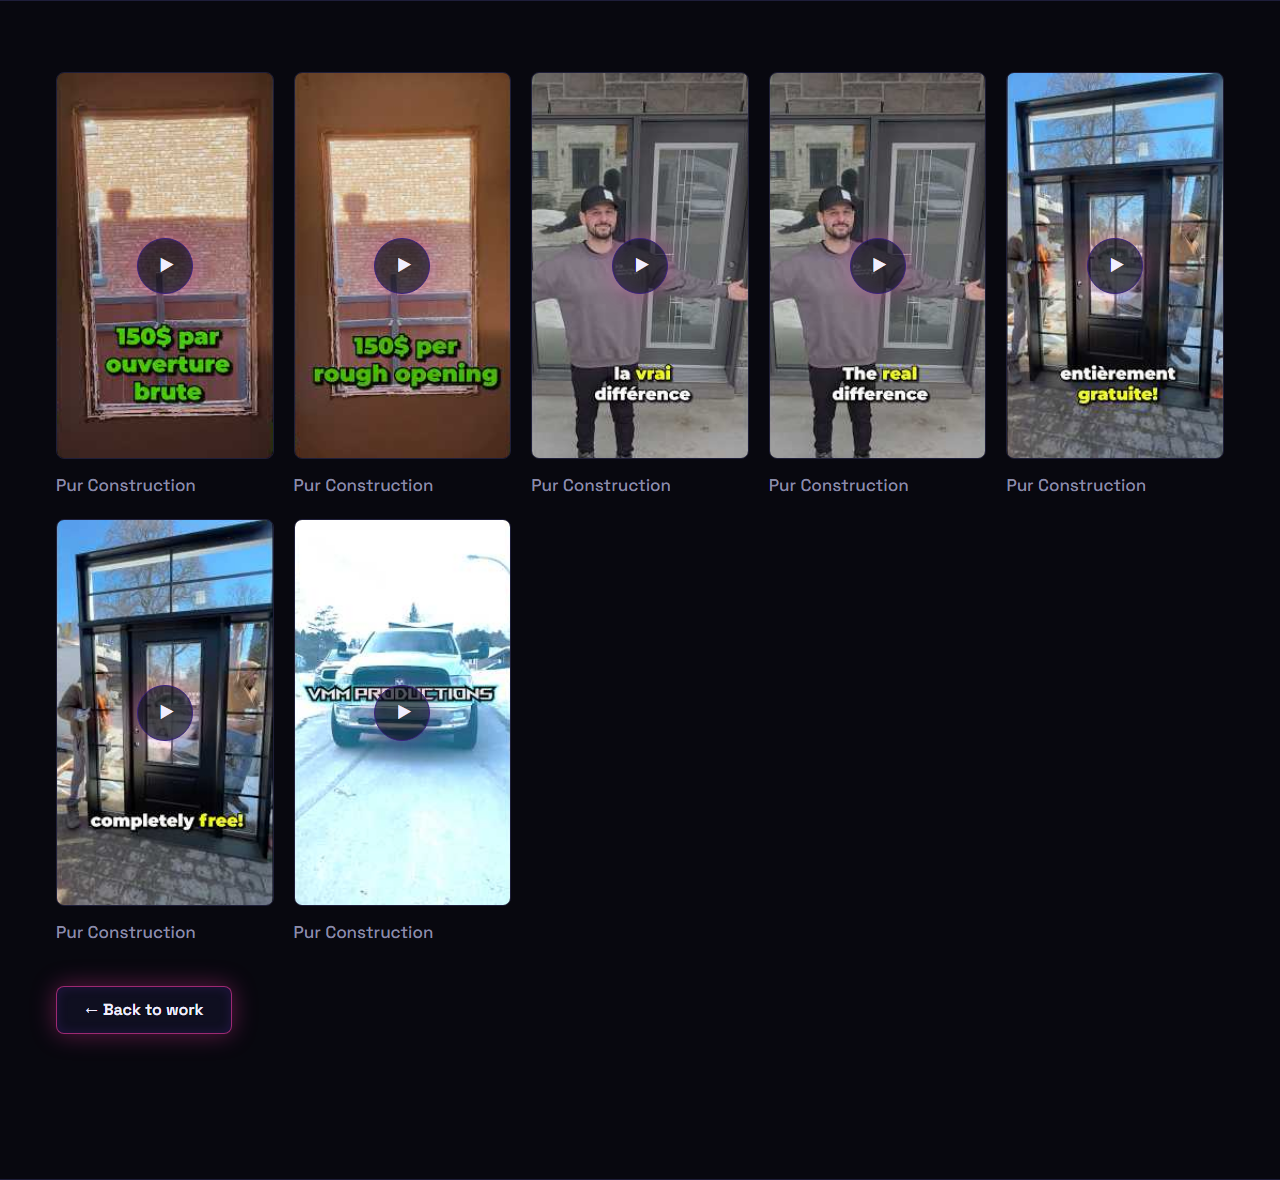 150$ par
ouverture
brute
150$ per
rough opening
la vrai
différence
The real
difference
entièrement
gratuite!
Pur Construction
Pur Construction
Pur Construction
Pur Construction
Pur Construction
completely free!
VMM PRODUCTIONS
Pur Construction
Pur Construction
← Back to work